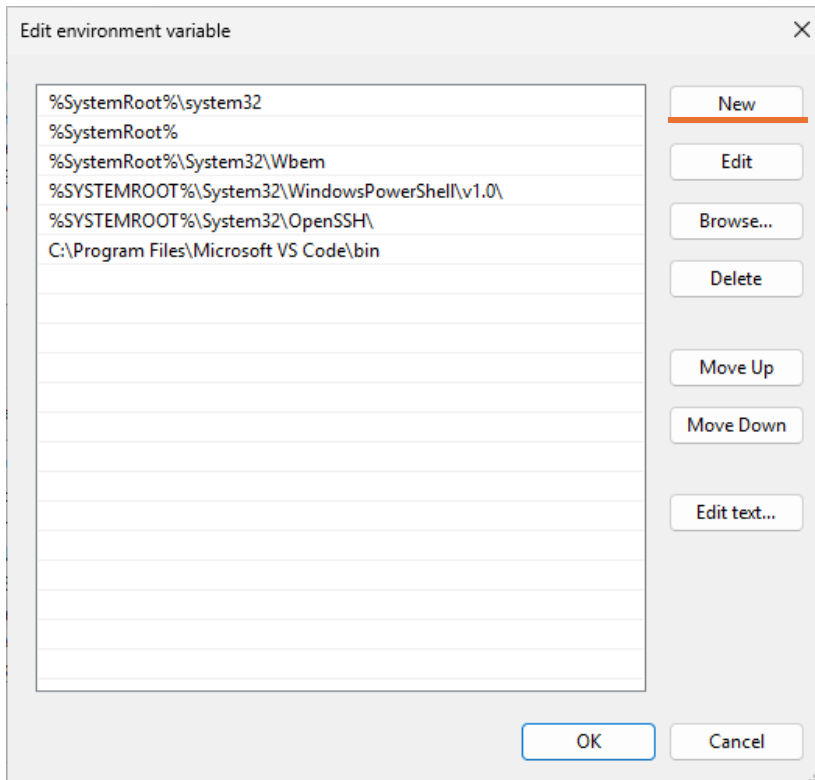 Edit environment variable
%SystemRoot%\system32
%SystemRoot%
%SystemRoot%\System32\Wbem
%SYSTEMROOT%\System32\WindowsPowerShell\v1.0\
%SYSTEMROOT%\System32\OpenSSH\
C:\Program Files\Microsoft VS Code\bin
New
Edit
Browse...
Delete
Move Up
Move Down
Edit text...
OK
Cancel